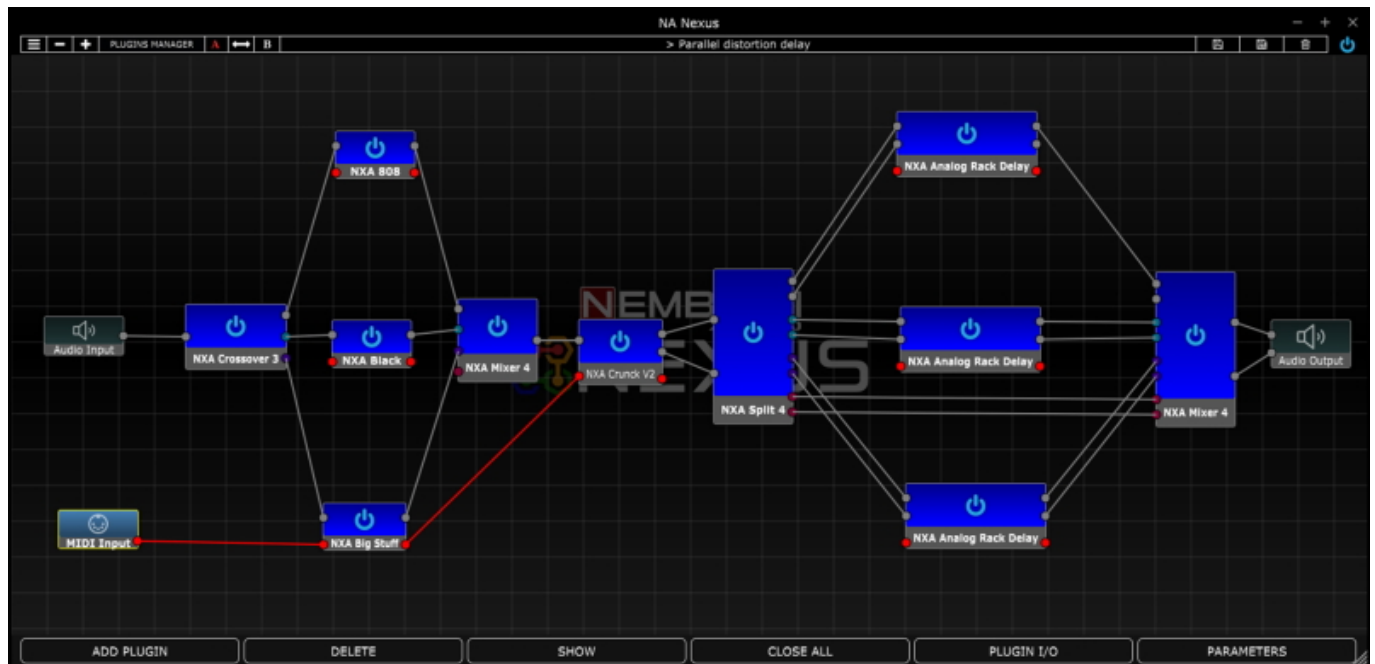 NA Nexus
PLUGINS MANAGER A B > Parallel distortion delay
NXA 808
NXA Analog Rack Delay
Audio Input
NXA Crossover 3
NXA Black
NXA Mixer 4
NXA Crunck V2
NXA Split 4
NXA Analog Rack Delay
NXA Mixer 4
Audio Output
NEMB
NEXUS
MIDI Input
NXA Big Stuff
NXA Analog Rack Delay
ADD PLUGIN DELETE SHOW CLOSE ALL PLUGIN I/O PARAMETERS